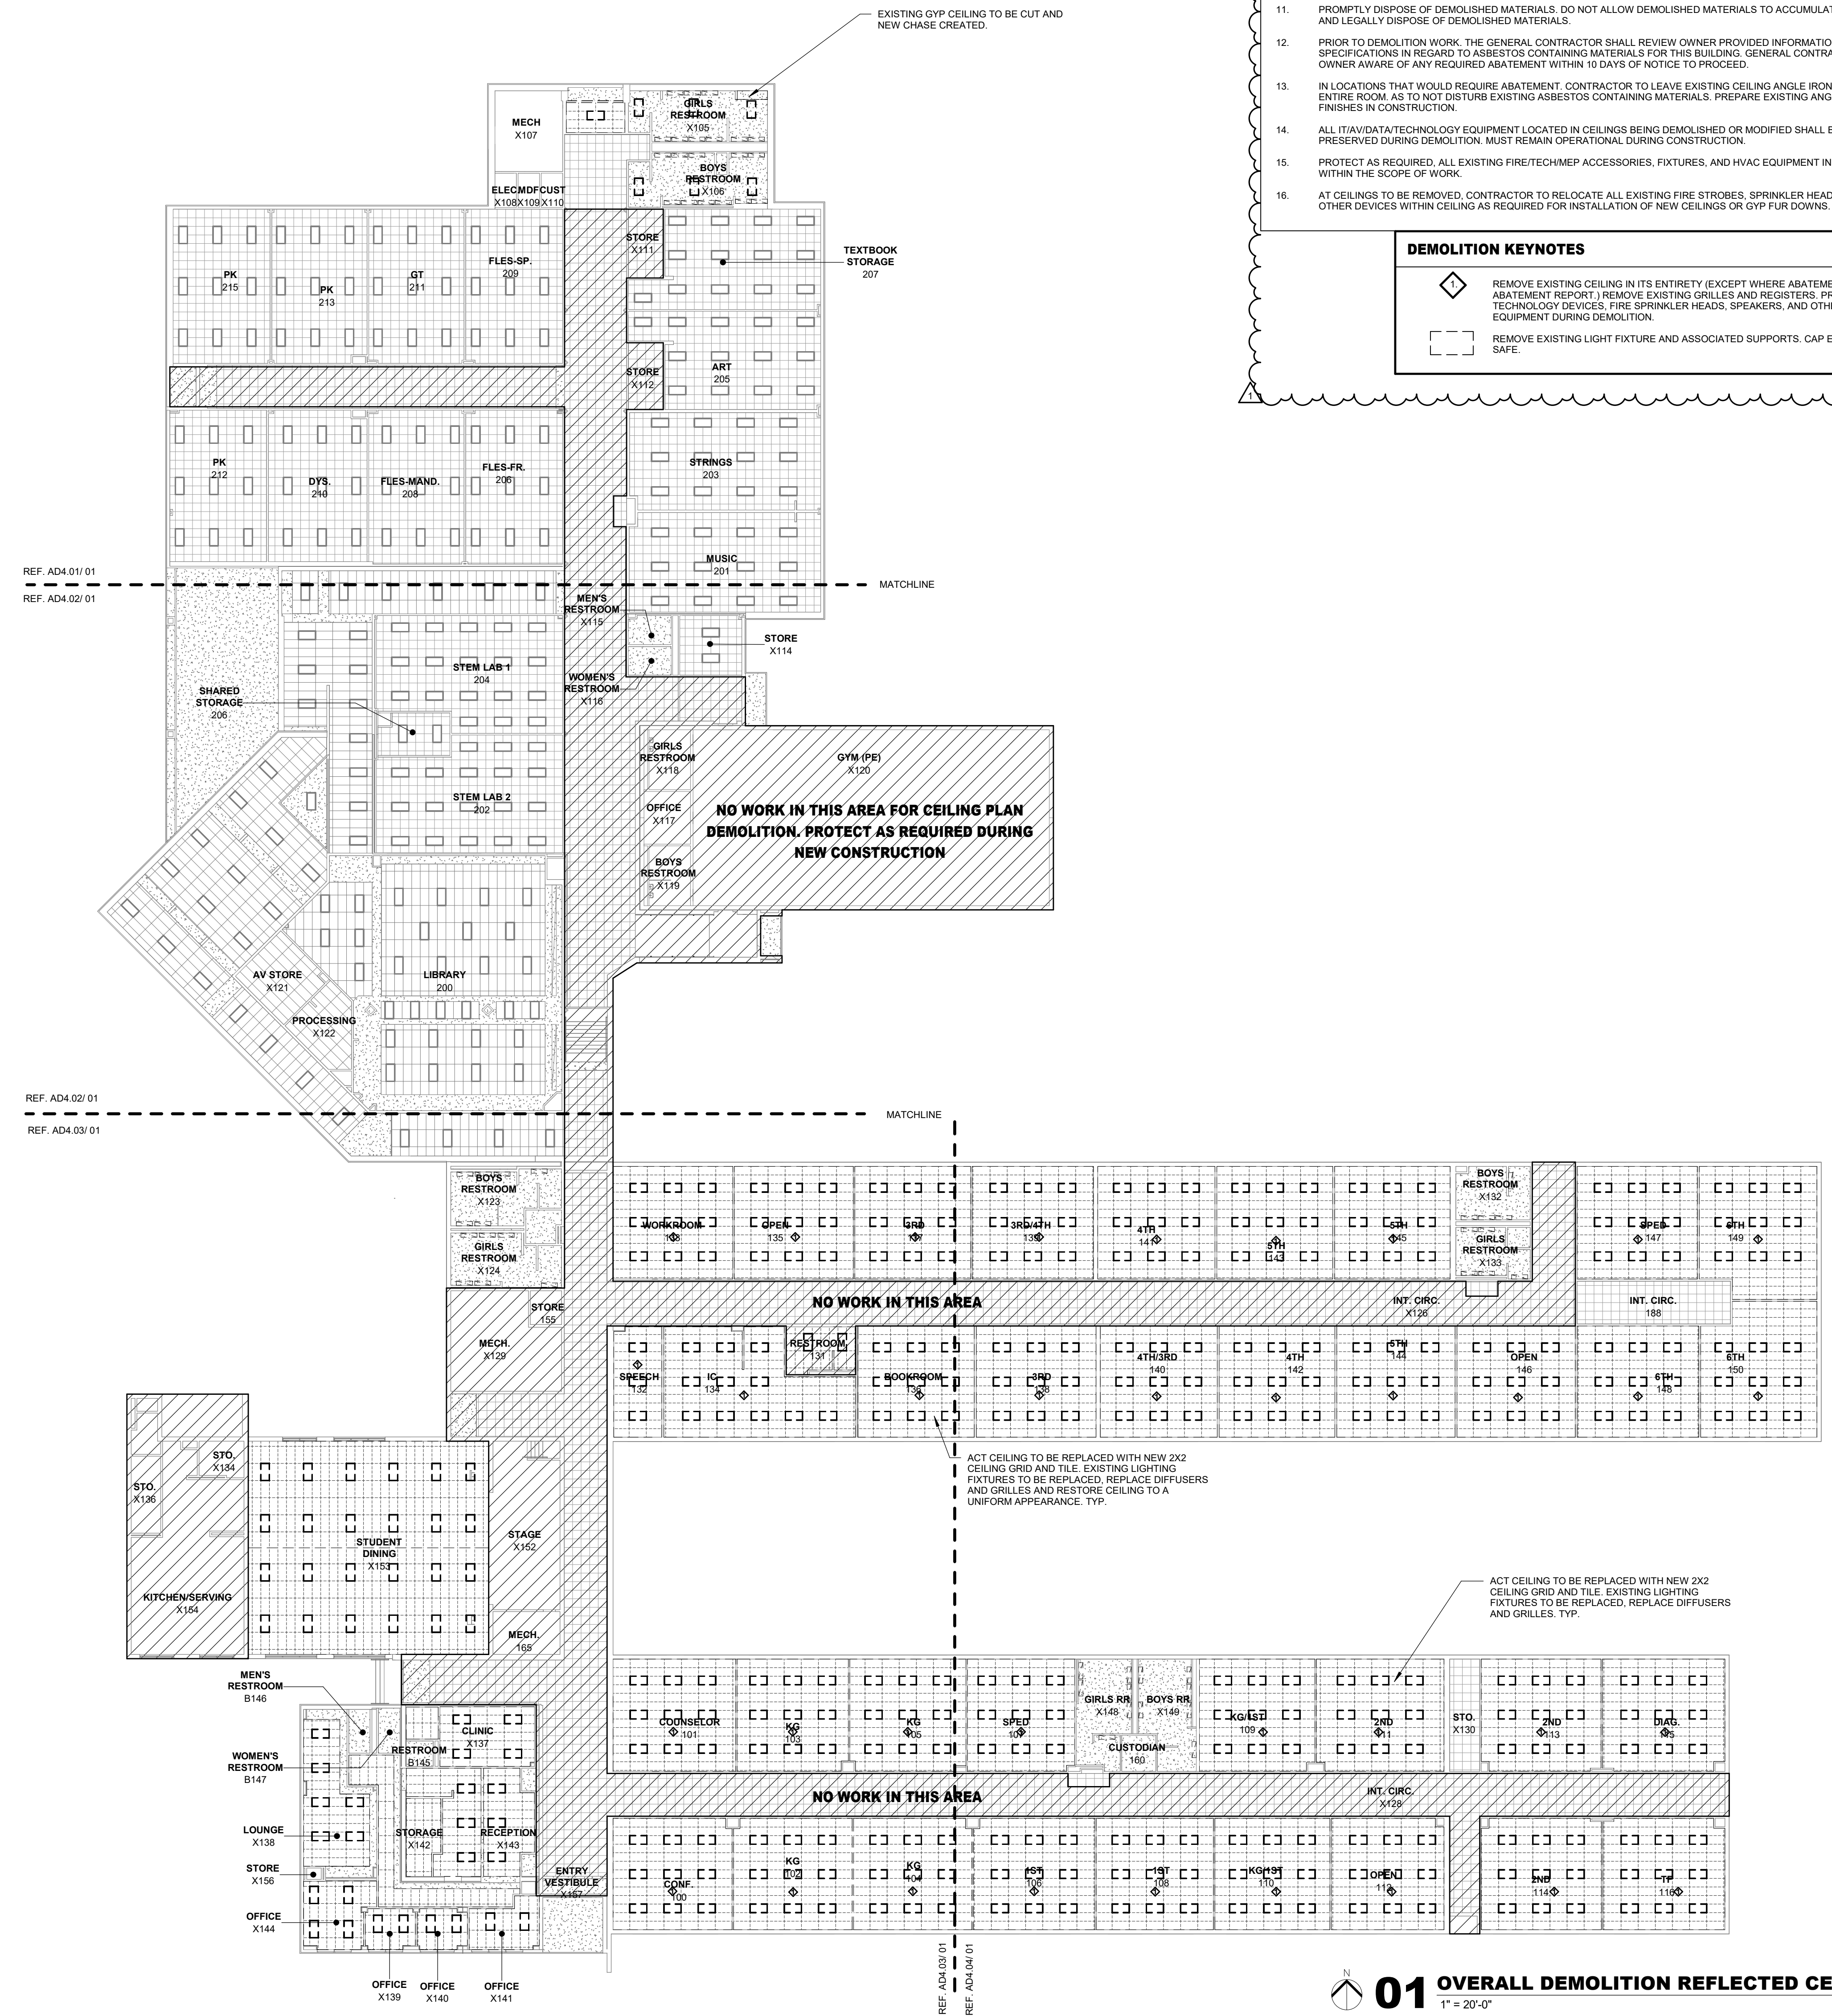 EXISTING GYP CEILING TO BE CUT AND
NEW CHASE CREATED.
11. PROMPTLY DISPOSE OF DEMOLISHED MATERIALS. DO NOT ALLOW DEMOLISHED MATERIALS TO ACCUMULAT
AND LEGALLY DISPOSE OF DEMOLISHED MATERIALS.
12. PRIOR TO DEMOLITION WORK. THE GENERAL CONTRACTOR SHALL REVIEW OWNER PROVIDED INFORMATIO
SPECIFICATIONS IN REGARD TO ASBESTOS CONTAINING MATERIALS FOR THIS BUILDING. GENERAL CONTRA
OWNER AWARE OF ANY REQUIRED ABATEMENT WITHIN 10 DAYS OF NOTICE TO PROCEED.
13. IN LOCATIONS THAT WOULD REQUIRE ABATEMENT. CONTRACTOR TO LEAVE EXISTING CEILING ANGLE IRON
ENTIRE ROOM. AS TO NOT DISTURB EXISTING ASBESTOS CONTAINING MATERIALS. PREPARE EXISTING ANG
FINISHES IN CONSTRUCTION.
14. ALL IT/AV/DATA/TECHNOLOGY EQUIPMENT LOCATED IN CEILINGS BEING DEMOLISHED OR MODIFIED SHALL B
PRESERVED DURING DEMOLITION. MUST REMAIN OPERATIONAL DURING CONSTRUCTION.
15. PROTECT AS REQUIRED, ALL EXISTING FIRE/TECH/MEP ACCESSORIES, FIXTURES, AND HVAC EQUIPMENT IN
WITHIN THE SCOPE OF WORK.
16. AT CEILINGS TO BE REMOVED, CONTRACTOR TO RELOCATE ALL EXISTING FIRE STROBES, SPRINKLER HEAD
OTHER DEVICES WITHIN CEILING AS REQUIRED FOR INSTALLATION OF NEW CEILINGS OR GYP FUR DOWNS.
DEMOLITION KEYNOTES
1. REMOVE EXISTING CEILING IN ITS ENTIRETY (EXCEPT WHERE ABATEME
ABATEMENT REPORT.) REMOVE EXISTING GRILLES AND REGISTERS. PR
TECHNOLOGY DEVICES, FIRE SPRINKLER HEADS, SPEAKERS, AND OTHE
EQUIPMENT DURING DEMOLITION.
REMOVE EXISTING LIGHT FIXTURE AND ASSOCIATED SUPPORTS. CAP E
SAFE.
1
MECH
X107
GIRLS
RESTROOM
X105
BOYS
RESTROOM
X106
ELEC
X108
MDF
X109
CUST
X110
STORE
X111
TEXTBOOK
STORAGE
207
PK
215
PK
213
GT
211
FLES-SP.
209
STORE
X112
ART
205
PK
212
DYS.
210
FLES-MAND.
208
FLES-FR.
206
STRINGS
203
MUSIC
201
REF. AD4.01/ 01
REF. AD4.02/ 01
MATCHLINE
MEN'S
RESTROOM
X115
STORE
X114
WOMEN'S
RESTROOM
X116
STEM LAB 1
204
SHARED
STORAGE
206
STEM LAB 2
202
GIRLS
RESTROOM
X118
OFFICE
X117
BOYS
RESTROOM
X119
GYM (PE)
X120
NO WORK IN THIS AREA FOR CEILING PLAN
DEMOLITION. PROTECT AS REQUIRED DURING
NEW CONSTRUCTION
AV STORE
X121
PROCESSING
X122
LIBRARY
200
REF. AD4.02/ 01
REF. AD4.03/ 01
MATCHLINE
BOYS
RESTROOM
X123
GIRLS
RESTROOM
X124
WORKROOM
OPEN
135
3RD
3RD/4TH
139
4TH
141
5TH
143
5TH
145
BOYS
RESTROOM
X132
GIRLS
RESTROOM
X133
SPED
147
6TH
149
NO WORK IN THIS AREA
INT. CIRC.
X126
INT. CIRC.
188
STORE
155
MECH.
X129
SPEECH
132
IC
134
RESTROOM
131
BOOKROOM
136
3RD
138
4TH/3RD
140
4TH
142
5TH
144
OPEN
146
6TH
148
6TH
150
ACT CEILING TO BE REPLACED WITH NEW 2X2
CEILING GRID AND TILE. EXISTING LIGHTING
FIXTURES TO BE REPLACED, REPLACE DIFFUSERS
AND GRILLES AND RESTORE CEILING TO A
UNIFORM APPEARANCE. TYP.
STO.
X134
STO.
X136
STUDENT
DINING
X153
STAGE
X152
KITCHEN/SERVING
X154
MECH.
165
ACT CEILING TO BE REPLACED WITH NEW 2X2
CEILING GRID AND TILE. EXISTING LIGHTING
FIXTURES TO BE REPLACED, REPLACE DIFFUSERS
AND GRILLES. TYP.
MEN'S
RESTROOM
B146
WOMEN'S
RESTROOM
B147
CLINIC
X137
RESTROOM
B145
LOUNGE
X138
STORAGE
X142
RECEPTION
X143
STORE
X156
OFFICE
X144
ENTRY
VESTIBULE
X157
OFFICE
X139
OFFICE
X140
OFFICE
X141
COUNSELOR
101
KG
103
KG
105
SPED
107
GIRLS RR
X148
BOYS RR
X149
CUSTODIAN
160
KG/1ST
109
2ND
111
STO.
X130
2ND
113
DIAG.
115
NO WORK IN THIS AREA
INT. CIRC.
X128
CONF.
100
KG
102
KG
104
1ST
106
1ST
108
KG/1ST
110
OPEN
112
2ND
114
TF
116
REF. AD4.03/ 01
REF. AD4.04/ 01
N
01 OVERALL DEMOLITION REFLECTED CE
1" = 20'-0"